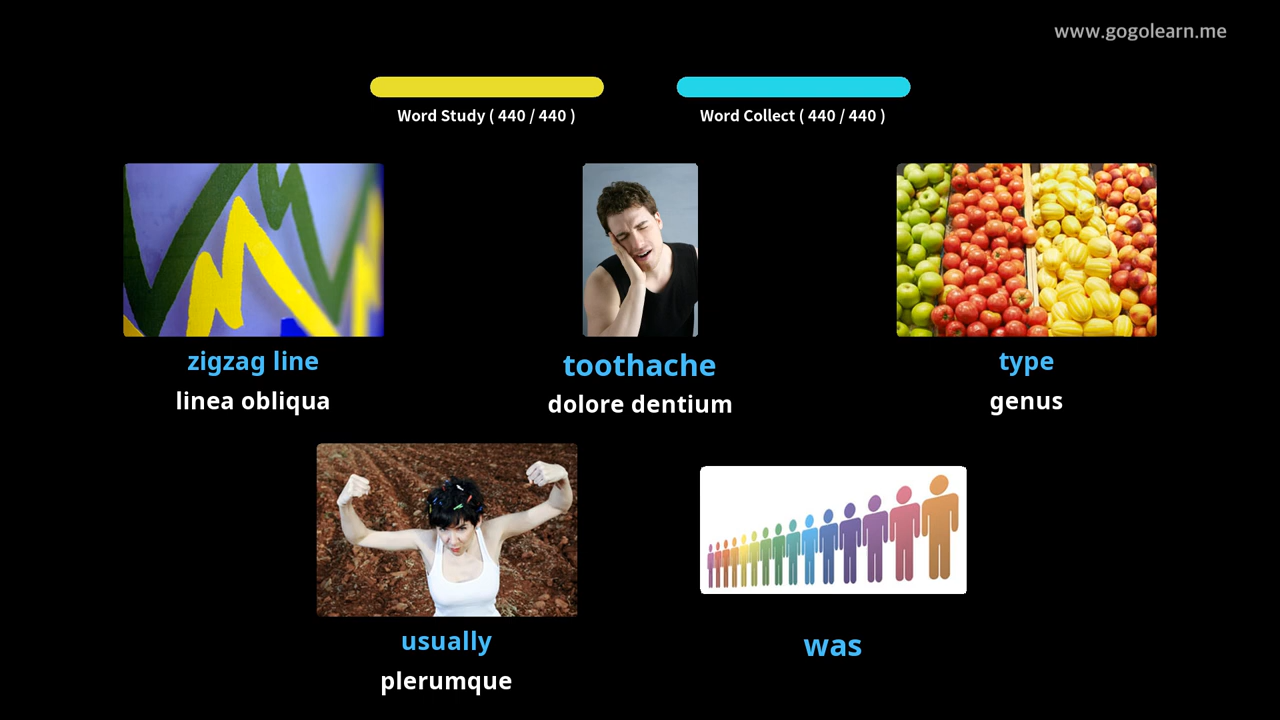 www.gogolearn.me
Word Study ( 440 / 440 )
Word Collect ( 440 / 440 )
zigzag line
linea obliqua
toothache
dolore dentium
type
genus
usually
plerumque
was